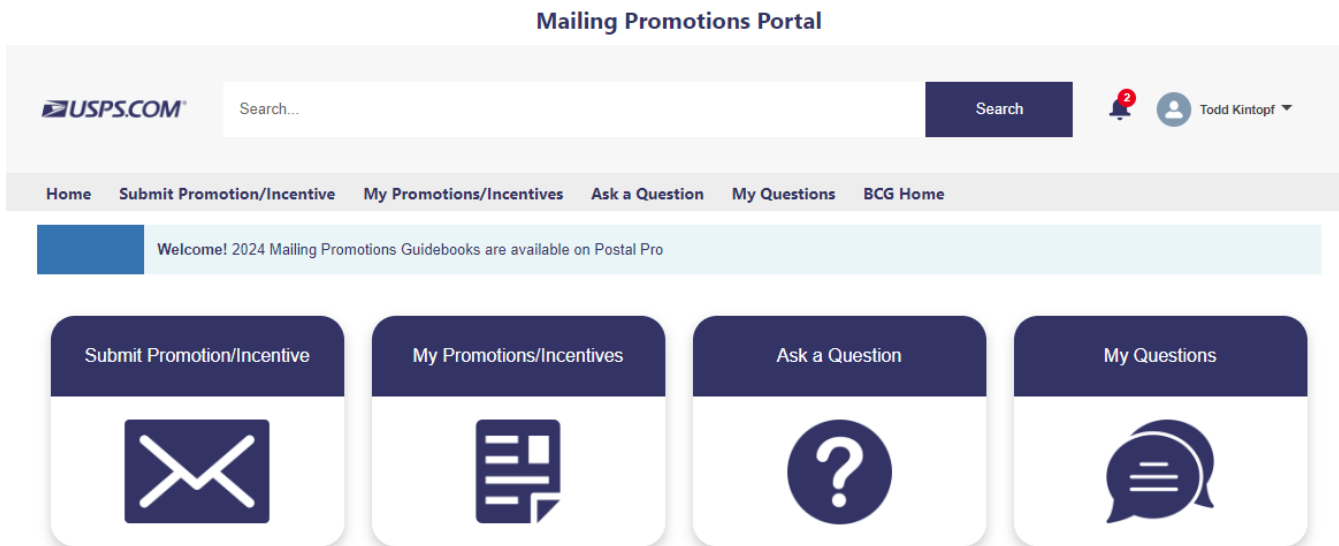 Mailing Promotions Portal
USPS.COM®
Search...
Search
2
Todd Kintopf
Home Submit Promotion/Incentive My Promotions/Incentives Ask a Question My Questions BCG Home
Welcome! 2024 Mailing Promotions Guidebooks are available on Postal Pro
Submit Promotion/Incentive
My Promotions/Incentives
Ask a Question
My Questions
?